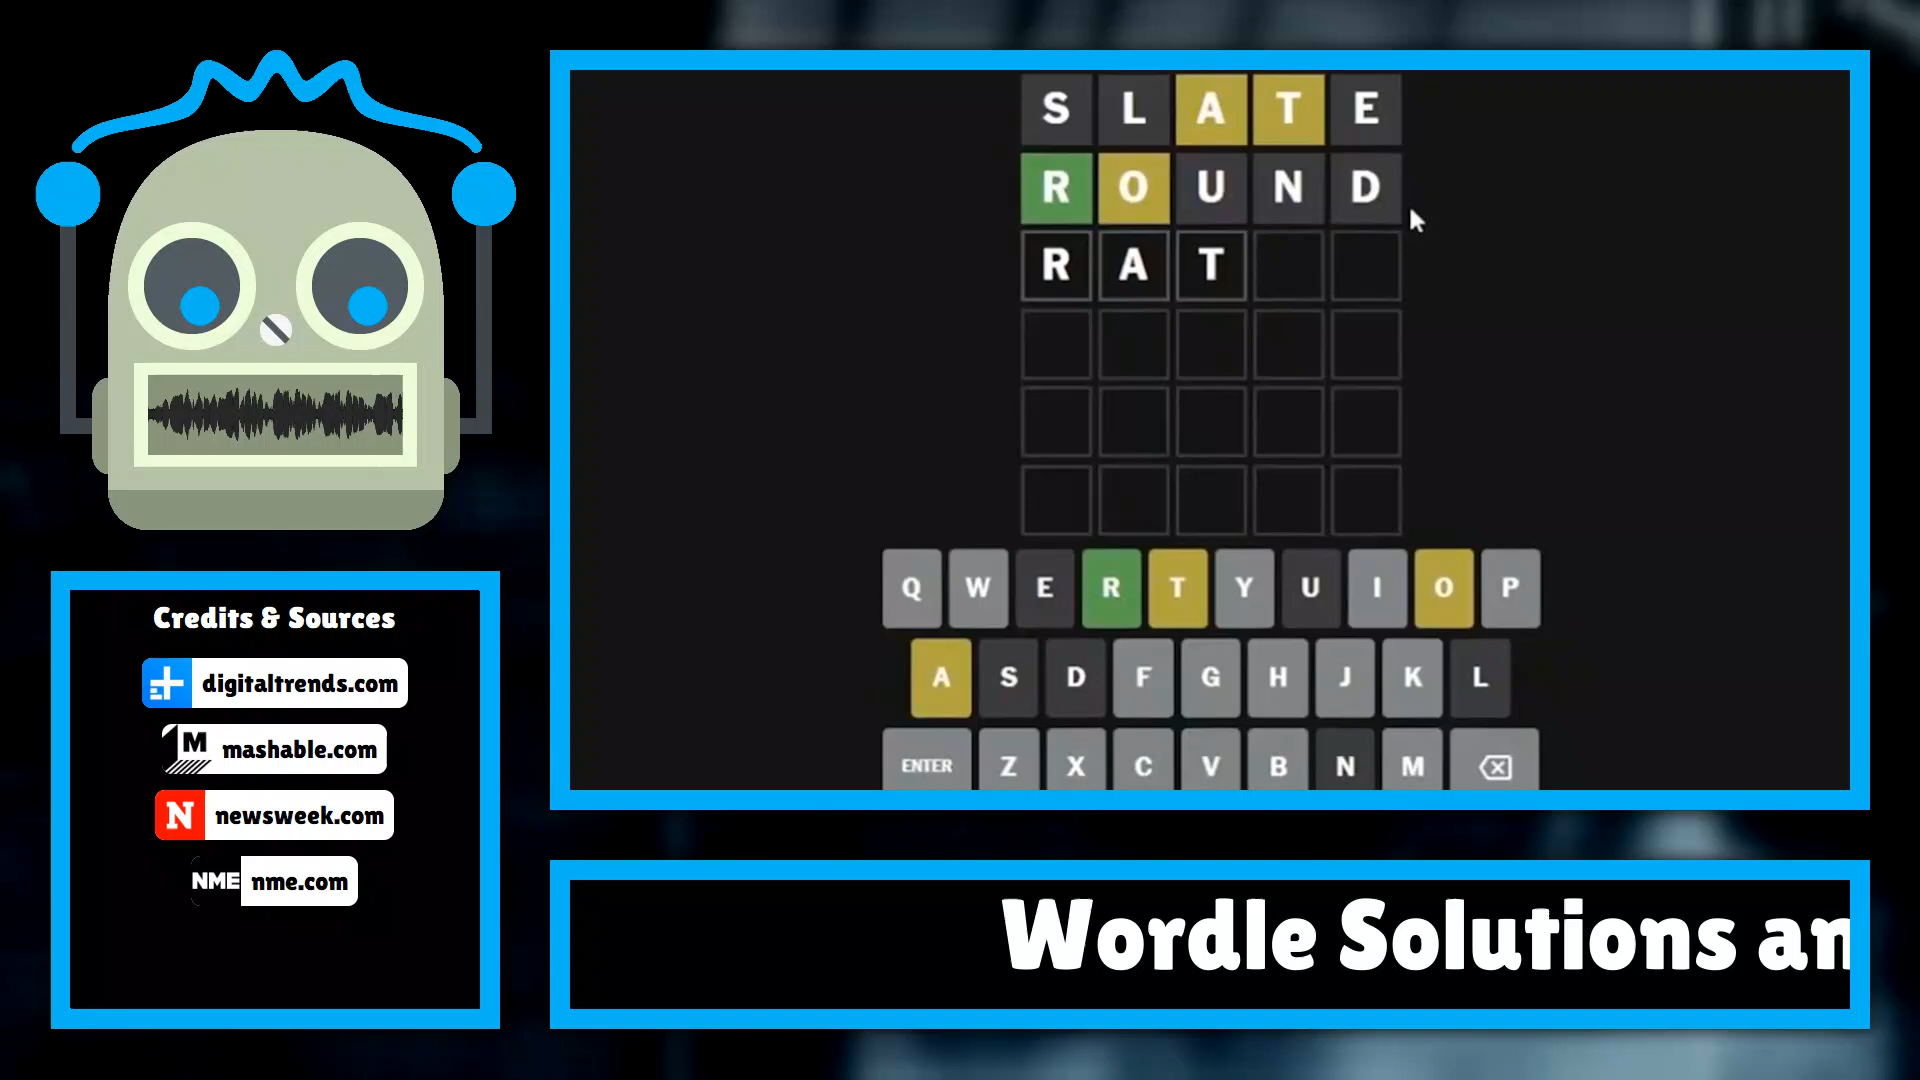 S L A T E
R O U N D
R A T
Q W E R T Y U I O P
A S D F G H J K L
ENTER Z X C V B N M
Credits & Sources
digitaltrends.com
M mashable.com
N newsweek.com
NME nme.com
Wordle Solutions an